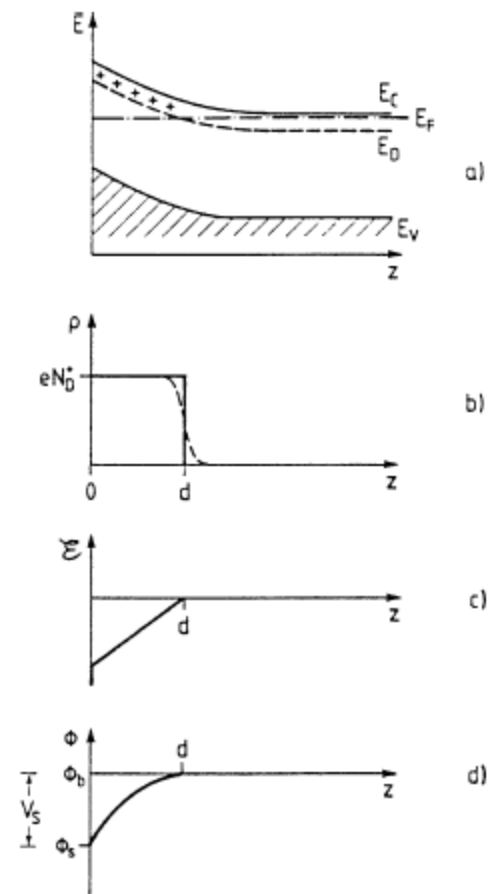 E
E_C
E_F
E_D
a)
E_V
z
ρ
eN_D^+
b)
0
d
z
ℰ
d
z
c)
Φ
d
Φ_b
z
d)
V_S
Φ_s